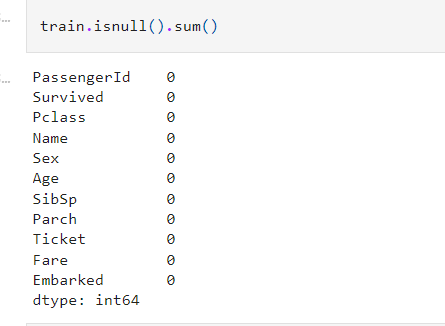 train.isnull().sum()
PassengerId 0
Survived 0
Pclass 0
Name 0
Sex 0
Age 0
SibSp 0
Parch 0
Ticket 0
Fare 0
Embarked 0
dtype: int64